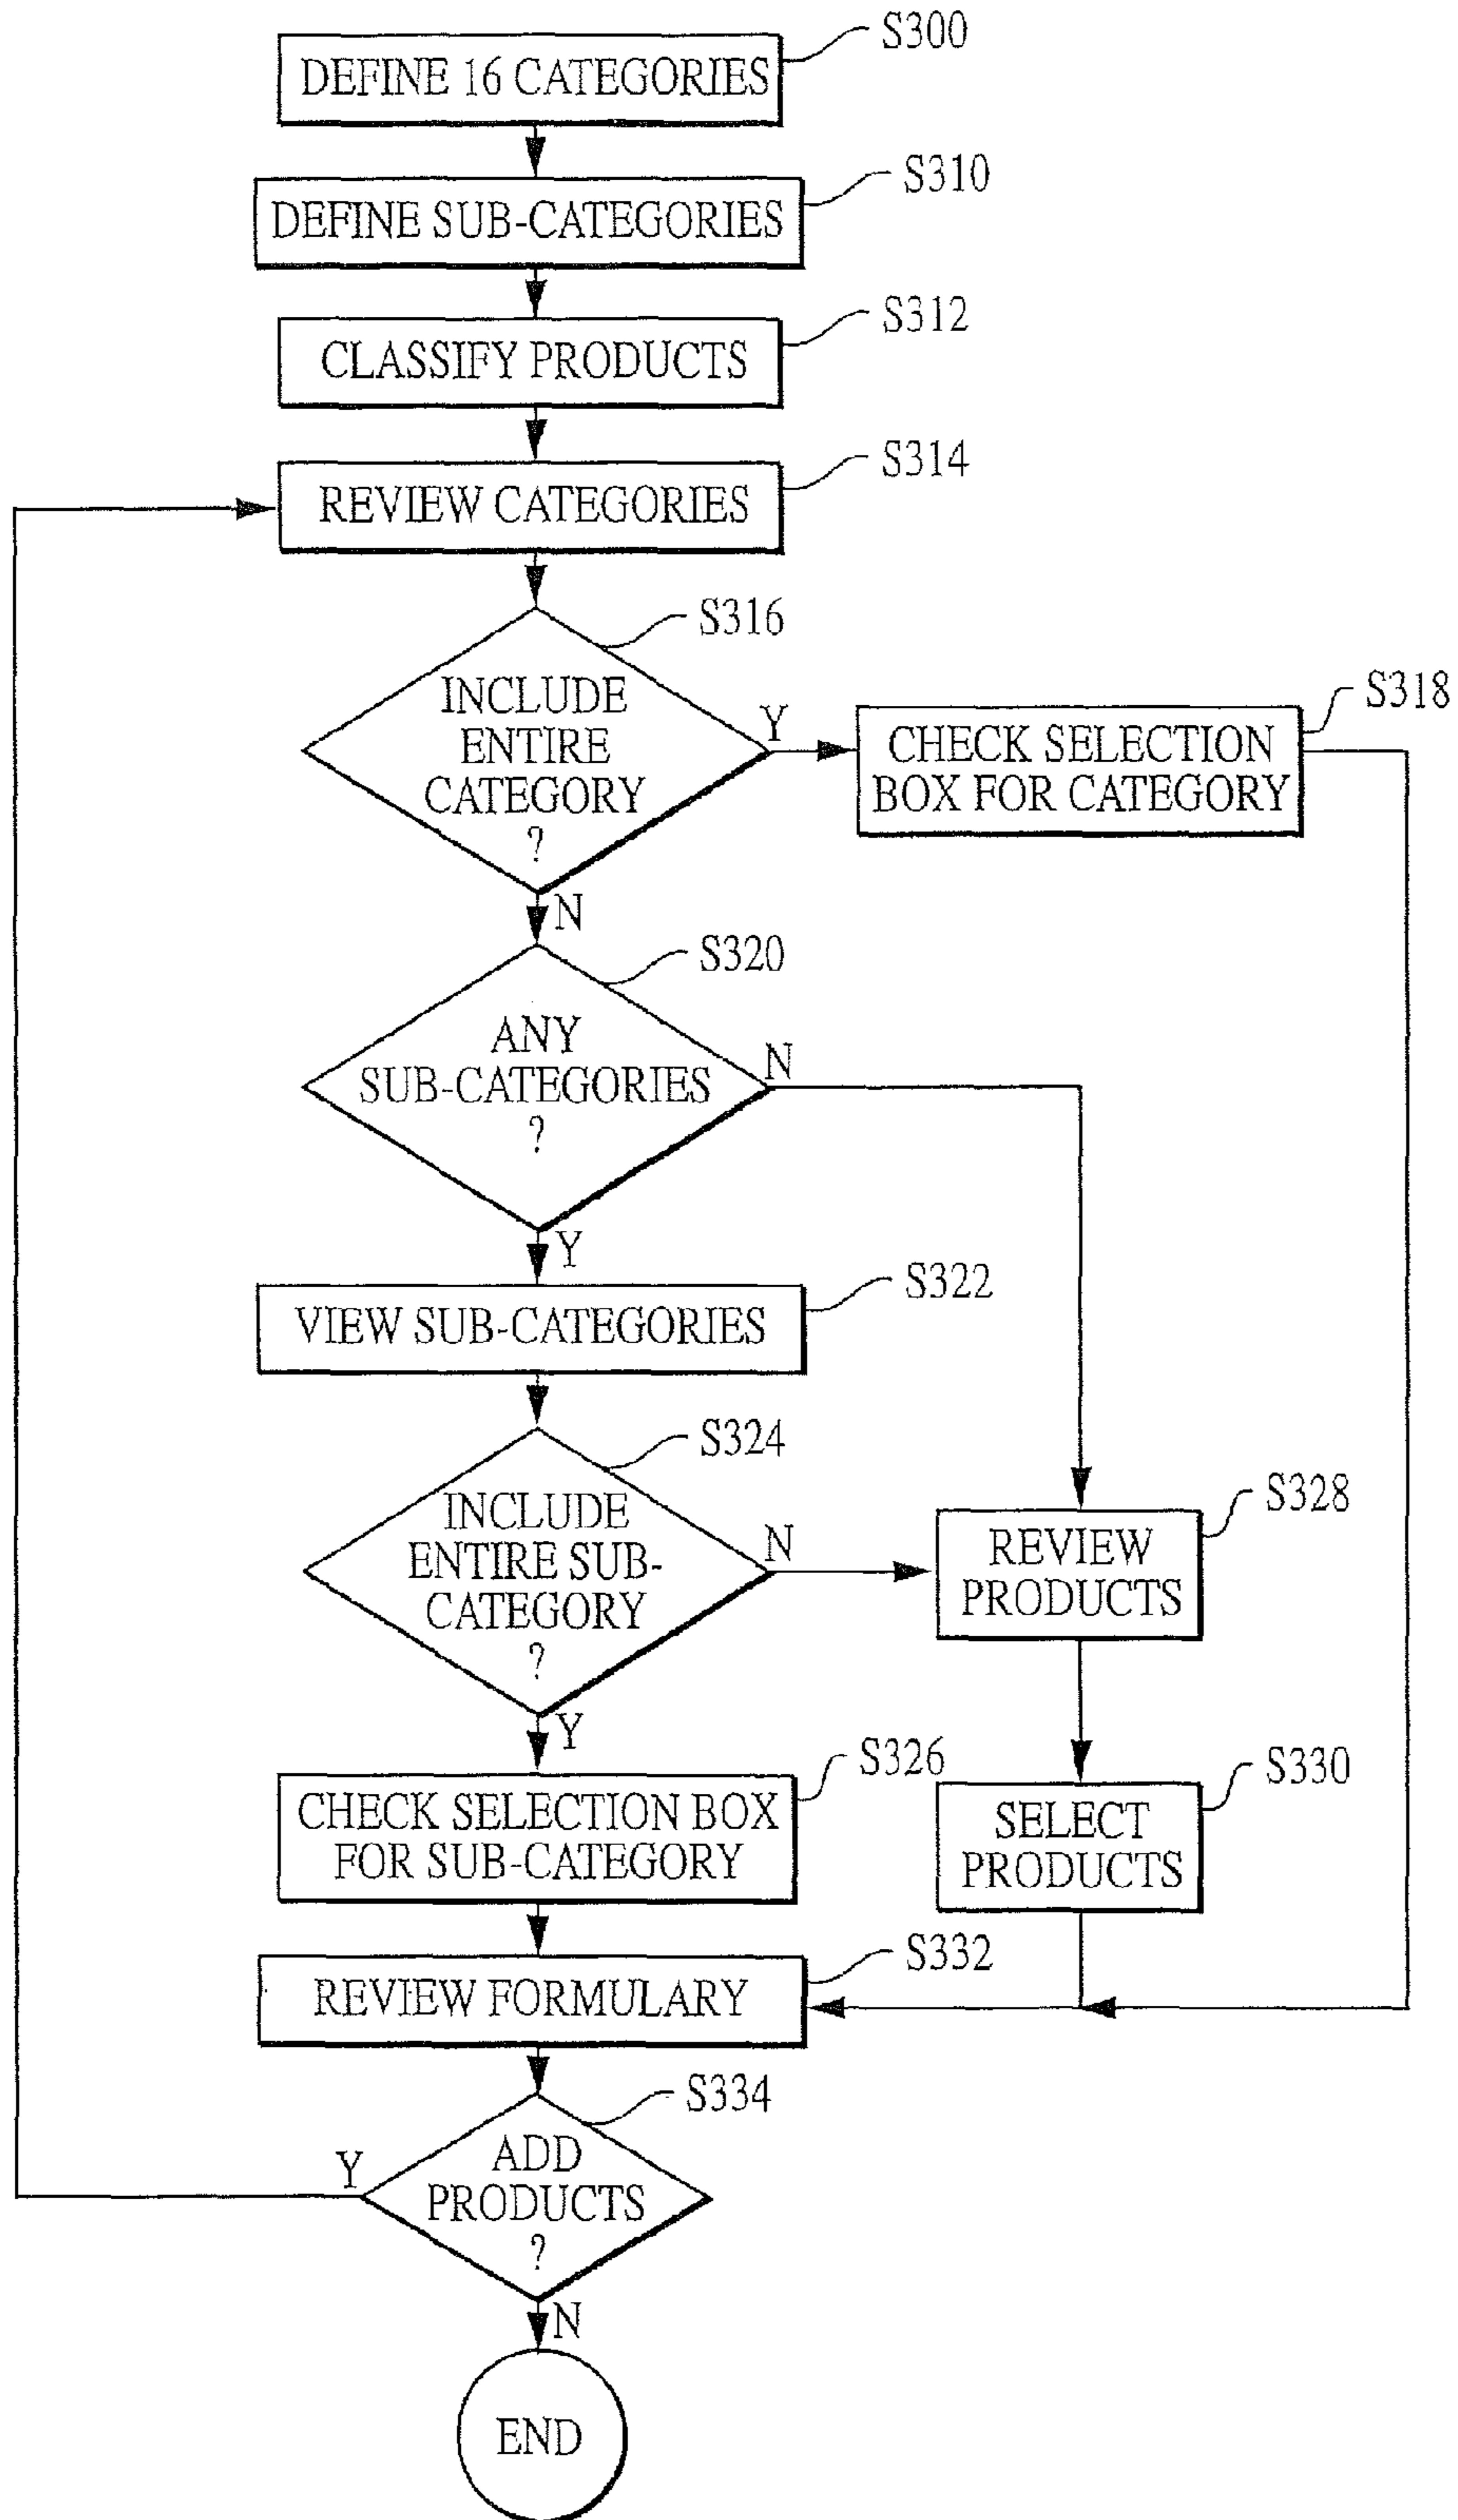 S300
DEFINE 16 CATEGORIES
S310
DEFINE SUB-CATEGORIES
S312
CLASSIFY PRODUCTS
S314
REVIEW CATEGORIES
S316
INCLUDE
ENTIRE
CATEGORY
?
Y
S318
CHECK SELECTION
BOX FOR CATEGORY
N
S320
ANY
SUB-CATEGORIES
?
N
Y
S322
VIEW SUB-CATEGORIES
S324
INCLUDE
ENTIRE SUB-
CATEGORY
?
N
S328
REVIEW
PRODUCTS
Y
S326
CHECK SELECTION BOX
FOR SUB-CATEGORY
S330
SELECT
PRODUCTS
S332
REVIEW FORMULARY
S334
ADD
PRODUCTS
?
Y
N
END